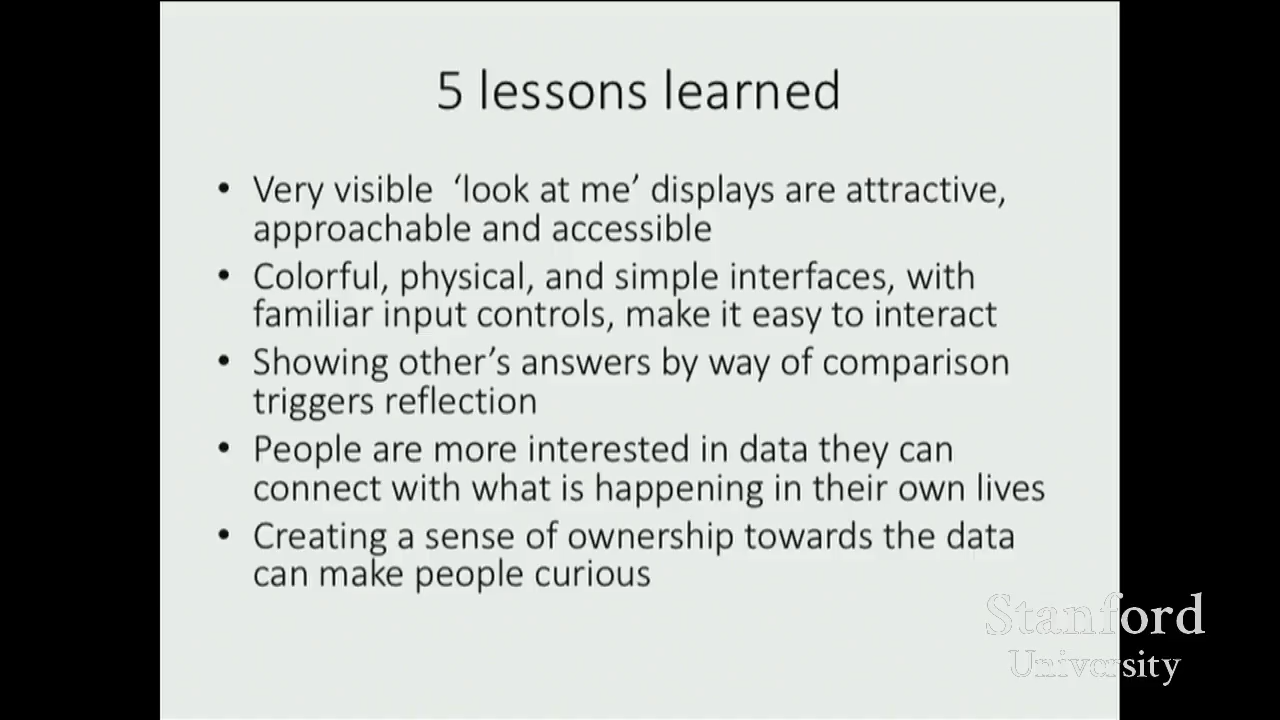 5 lessons learned
• Very visible ‘look at me’ displays are attractive,
approachable and accessible
• Colorful, physical, and simple interfaces, with
familiar input controls, make it easy to interact
• Showing other’s answers by way of comparison
triggers reflection
• People are more interested in data they can
connect with what is happening in their own lives
• Creating a sense of ownership towards the data
can make people curious
Stanford
University